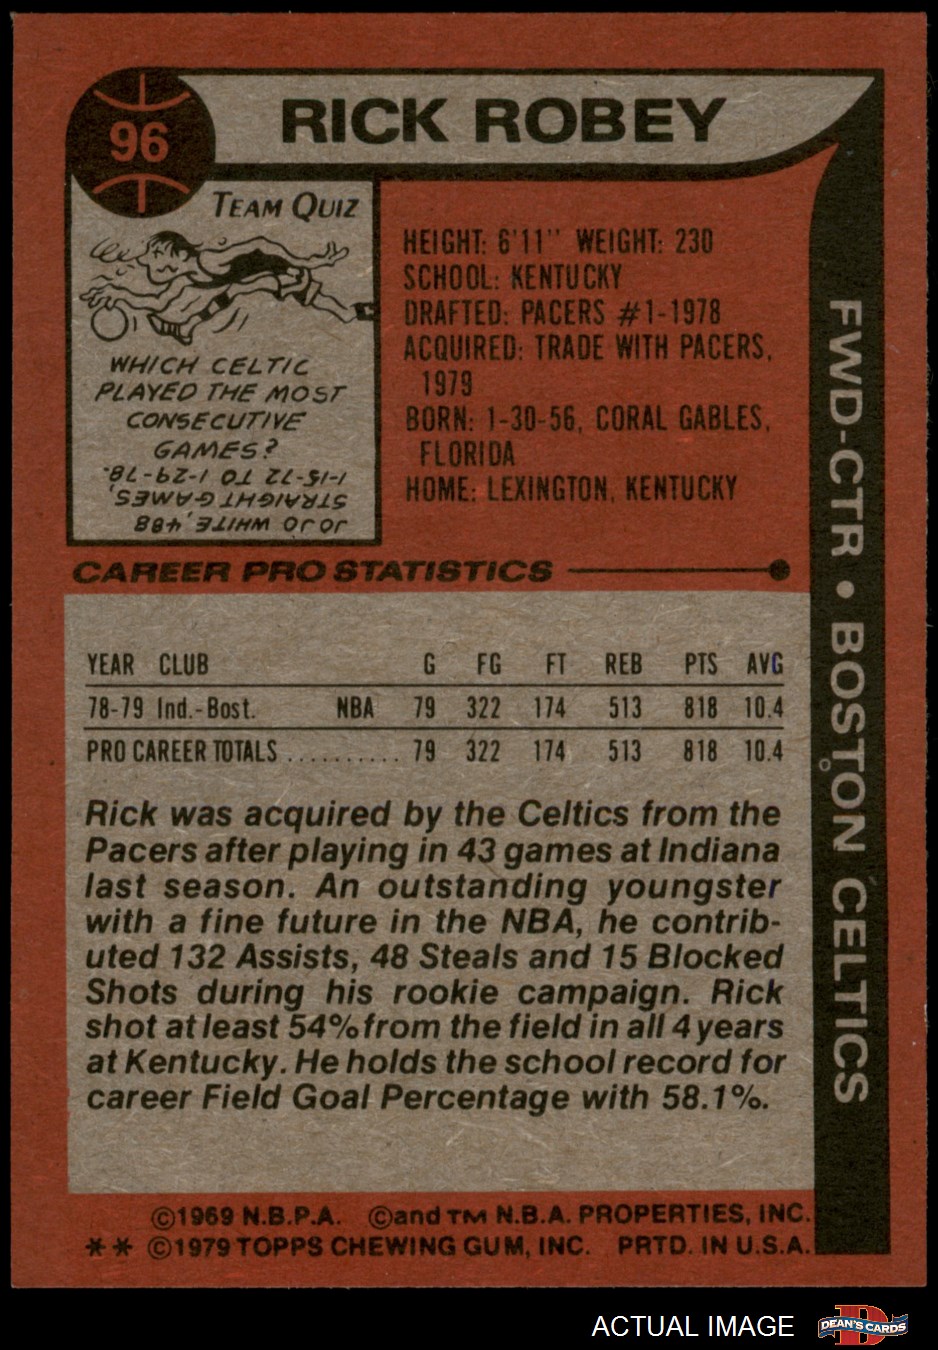 96
RICK ROBEY
TEAM QUIZ
WHICH CELTIC
PLAYED THE MOST
CONSECUTIVE
GAMES?
JO JO WHITE, 488
STRAIGHT GAMES,
1-15-72 TO 1-29-78.
HEIGHT: 6'11" WEIGHT: 230
SCHOOL: KENTUCKY
DRAFTED: PACERS #1-1978
ACQUIRED: TRADE WITH PACERS,
1979
BORN: 1-30-56, CORAL GABLES,
FLORIDA
HOME: LEXINGTON, KENTUCKY
FWD-CTR • BOSTON CELTICS
CAREER PRO STATISTICS
YEAR CLUB G FG FT REB PTS AVG
78-79 Ind.-Bost. NBA 79 322 174 513 818 10.4
PRO CAREER TOTALS .......... 79 322 174 513 818 10.4
Rick was acquired by the Celtics from the
Pacers after playing in 43 games at Indiana
last season. An outstanding youngster
with a fine future in the NBA, he contrib-
uted 132 Assists, 48 Steals and 15 Blocked
Shots during his rookie campaign. Rick
shot at least 54% from the field in all 4 years
at Kentucky. He holds the school record for
career Field Goal Percentage with 58.1%.
©1969 N.B.P.A. ©and TM N.B.A. PROPERTIES, INC.
** ©1979 TOPPS CHEWING GUM, INC. PRTD. IN U.S.A.
ACTUAL IMAGE
D
DEAN'S CARDS